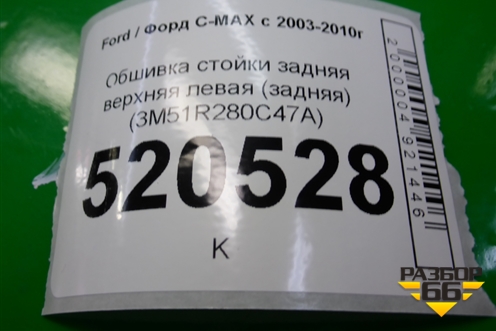 Ford / Форд C-MAX с 2003-2010г
Обшивка стойки задняя
верхняя левая (задняя)
(3M51R280C47A)
520528
К
2000004921446
РАЗБОР
66